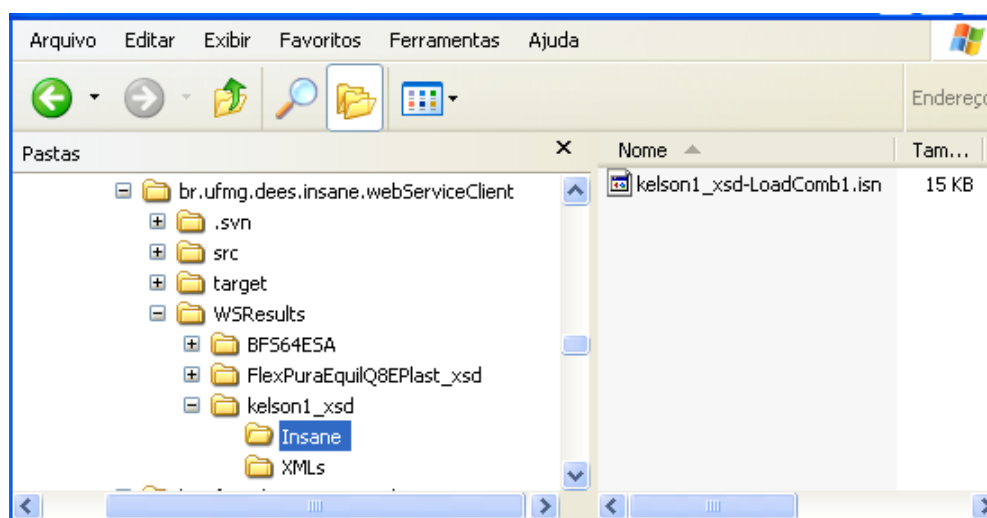 Arquivo Editar Exibir Favoritos Ferramentas Ajuda
Endereço
Pastas
Nome Tam...
br.ufmg.dees.insane.webServiceClient
kelson1_xsd-LoadComb1.isn 15 KB
.svn
src
target
WSResults
BFS64ESA
FlexPuraEquilQ8EPlast_xsd
kelson1_xsd
Insane
XMLs